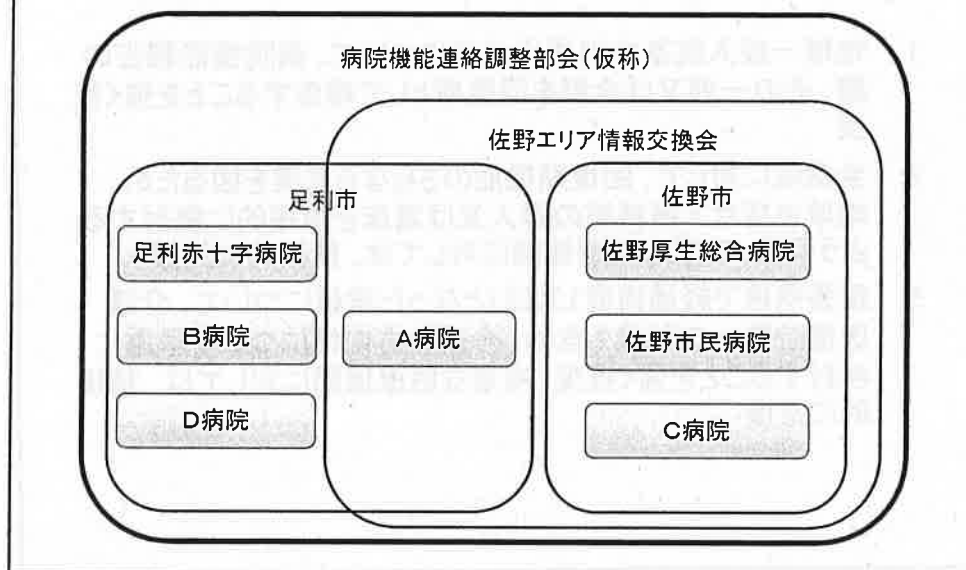 病院機能連絡調整部会(仮称)
佐野エリア情報交換会
足利市
足利赤十字病院
B病院
A病院
D病院
佐野市
佐野厚生総合病院
佐野市民病院
C病院